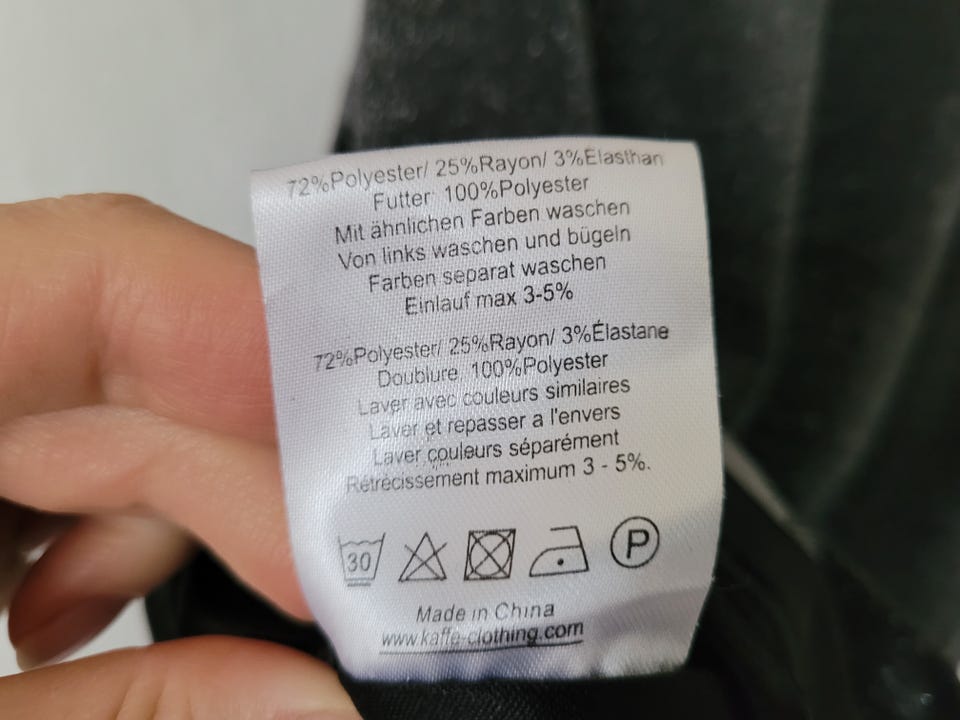 72%Polyester/ 25%Rayon/ 3%Elasthan
Futter: 100%Polyester
Mit ähnlichen Farben waschen
Von links waschen und bügeln
Farben separat waschen
Einlauf max 3-5%
72%Polyester/ 25%Rayon/ 3%Élastane
Doublure 100%Polyester
Laver avec couleurs similaires
Laver et repasser a l'envers
Laver couleurs séparément
Rétrécissement maximum 3 - 5%.
30 P
Made in China
www.kaffe-clothing.com